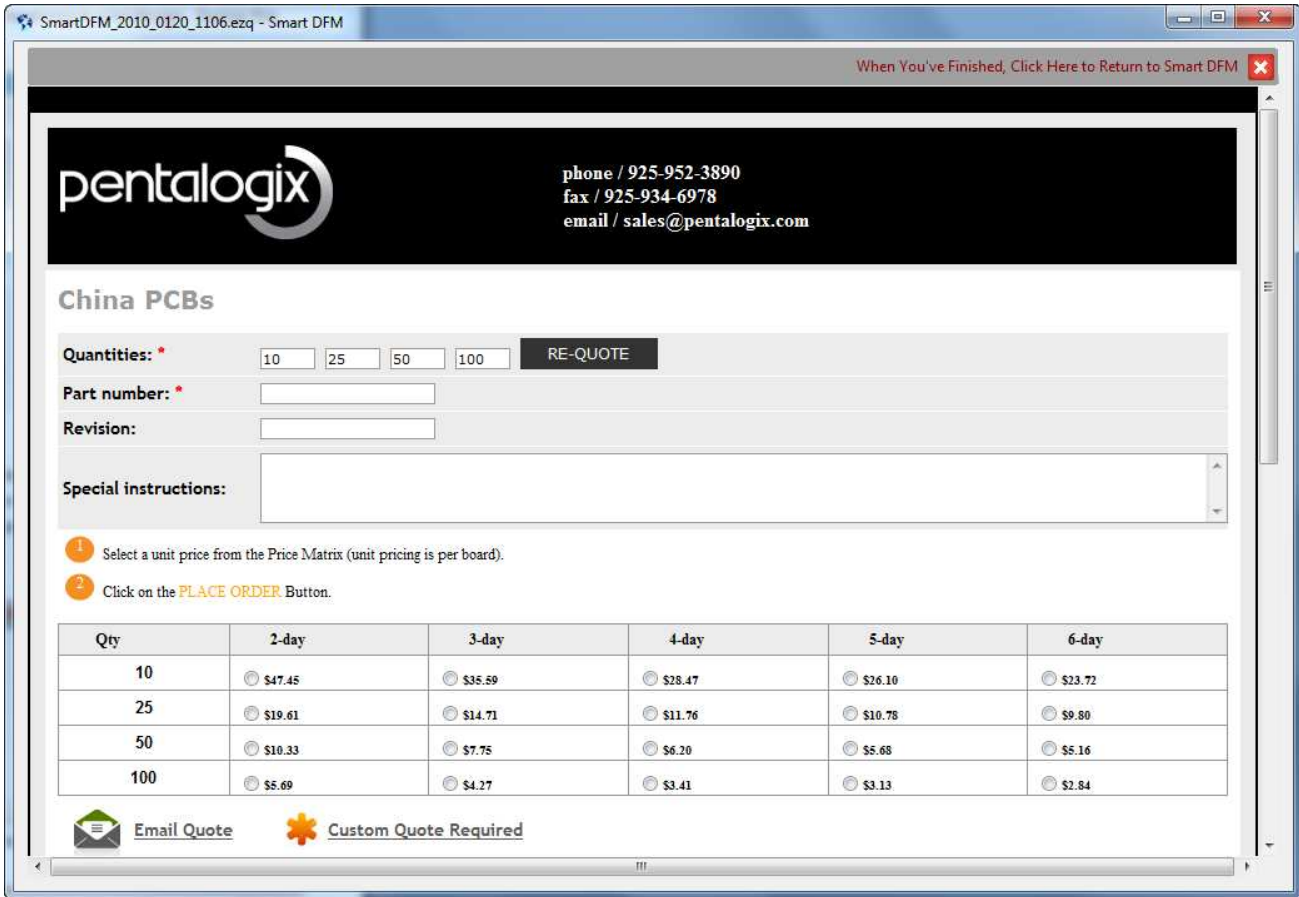 SmartDFM_2010_0120_1106.ezq - Smart DFM
When You've Finished, Click Here to Return to Smart DFM
pentalogix
phone / 925-952-3890
fax / 925-934-6978
email / sales@pentalogix.com
China PCBs
Quantities: * 10 25 50 100 RE-QUOTE
Part number: *
Revision:
Special instructions:
1 Select a unit price from the Price Matrix (unit pricing is per board).
2 Click on the PLACE ORDER Button.
Qty 2-day 3-day 4-day 5-day 6-day
10 $47.45 $35.59 $28.47 $26.10 $23.72
25 $19.61 $14.71 $11.76 $10.78 $9.80
50 $10.33 $7.75 $6.20 $5.68 $5.16
100 $5.69 $4.27 $3.41 $3.13 $2.84
Email Quote Custom Quote Required